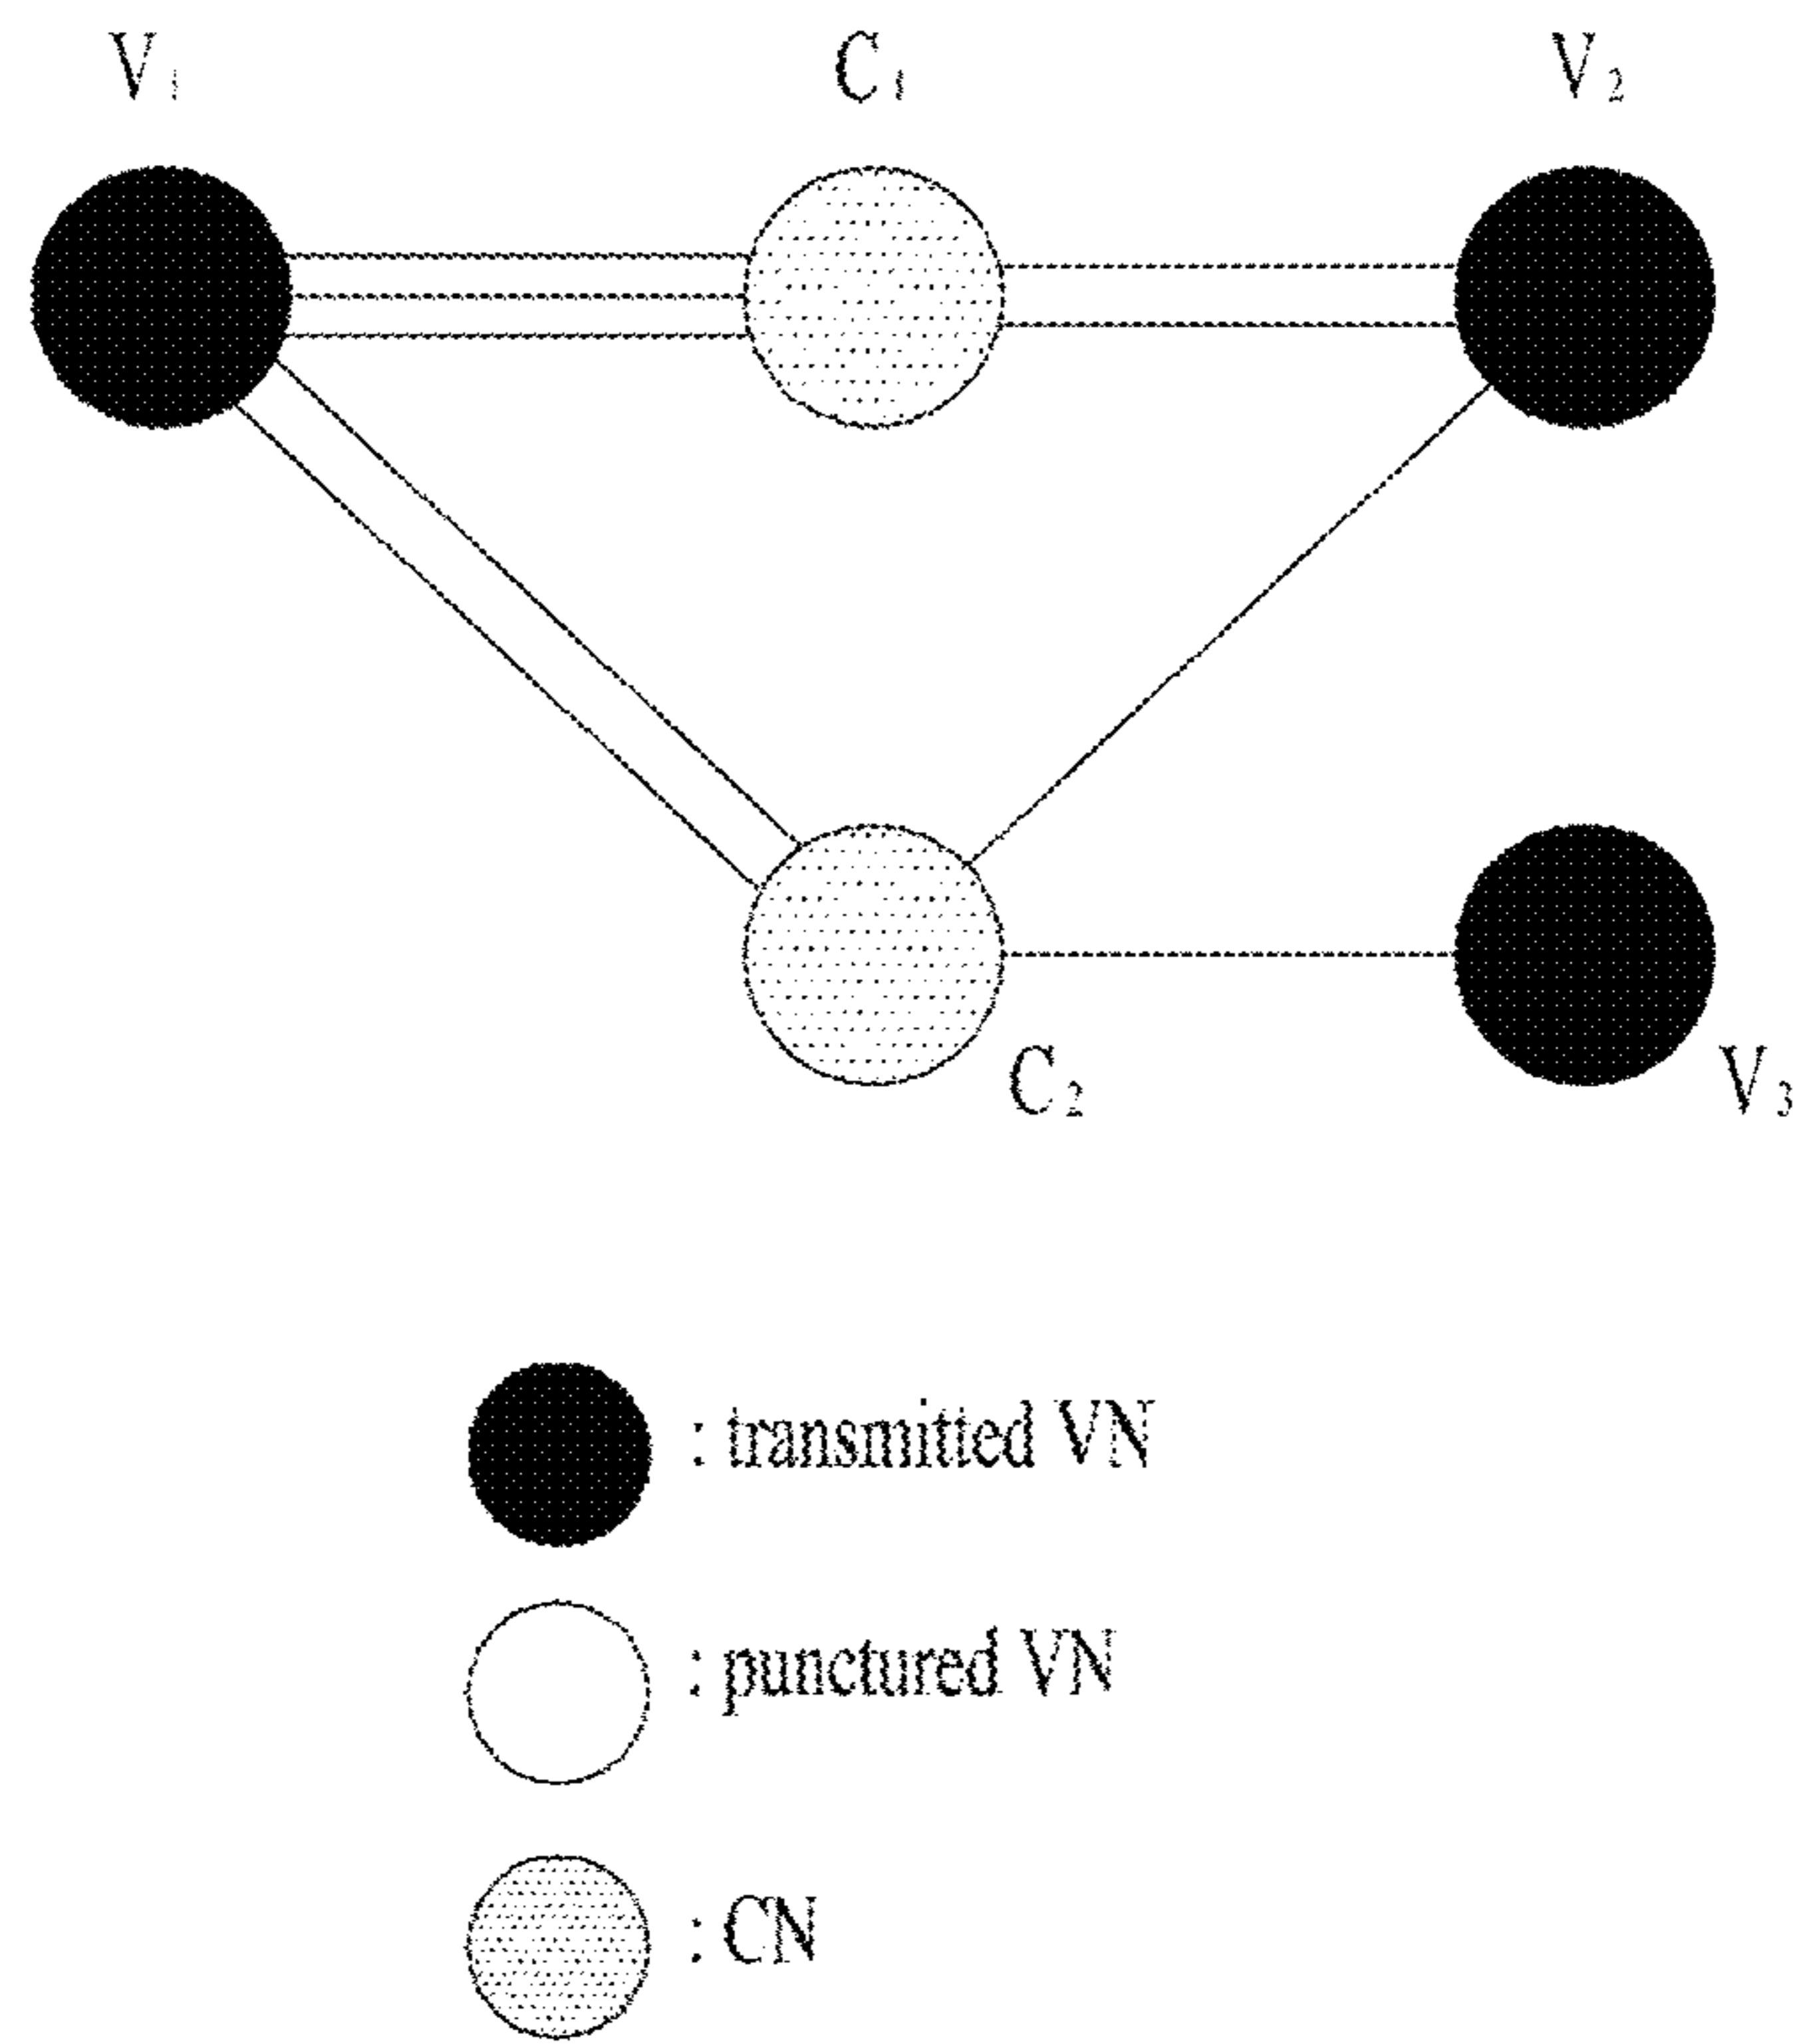 V₁ C₁ V₂
C₂ V₃
: transmitted VN
: punctured VN
: CN